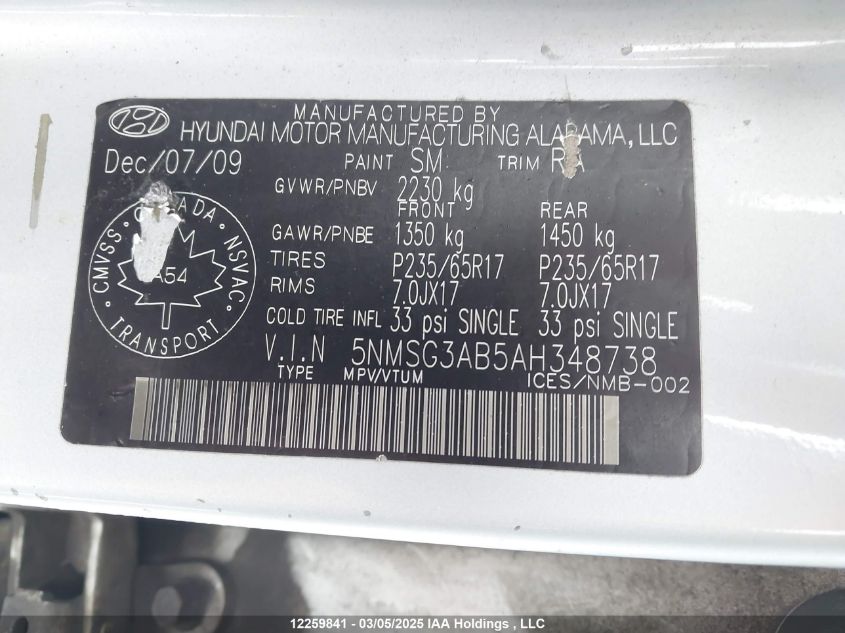 MANUFACTURED BY
HYUNDAI MOTOR MANUFACTURING ALABAMA, LLC
Dec/07/09 PAINT SM TRIM
GVWR/PNBV 2230 kg
FRONT REAR
GAWR/PNBE 1350 kg 1450 kg
TIRES P235/65R17 P235/65R17
RIMS 7.0JX17 7.0JX17
COLD TIRE INFL 33 psi SINGLE 33 psi SINGLE
V.I.N 5NMSG3AB5AH348738
TYPE MPV/VTUM ICES/NMB-002
CMVSS · CANADA · NSVAC · TRANSPORT ·
A54
12259841 - 03/05/2025 IAA Holdings , LLC